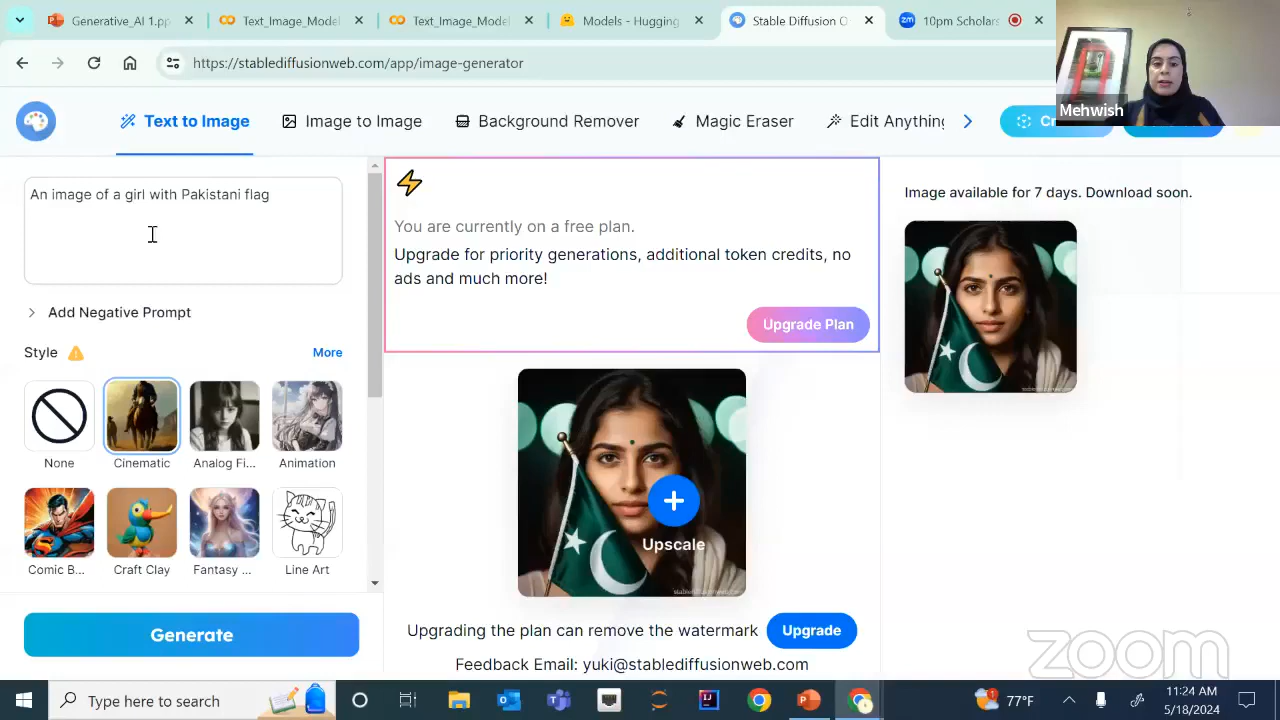 Generative_AI 1.pp
Text_Image_Model
Text_Image_Model
Models - Hugging
Stable Diffusion O
zm
10pm Scholars
https://stablediffusionweb.com/app/image-generator
Mehwish
Text to Image
Background Remover
Magic Eraser
Edit Anything
An image of a girl with Pakistani flag
Add Negative Prompt
Style
More
None
Cinematic
Analog Fi...
Animation
Comic B...
Craft Clay
Fantasy ...
Line Art
Generate
You are currently on a free plan.
Upgrade for priority generations, additional token credits, no
ads and much more!
Upgrade Plan
Upscale
stablediffusionweb.com
Upgrading the plan can remove the watermark
Upgrade
Feedback Email: yuki@stablediffusionweb.com
Image available for 7 days. Download soon.
zoom
Type here to search
77°F
11:24 AM
5/18/2024